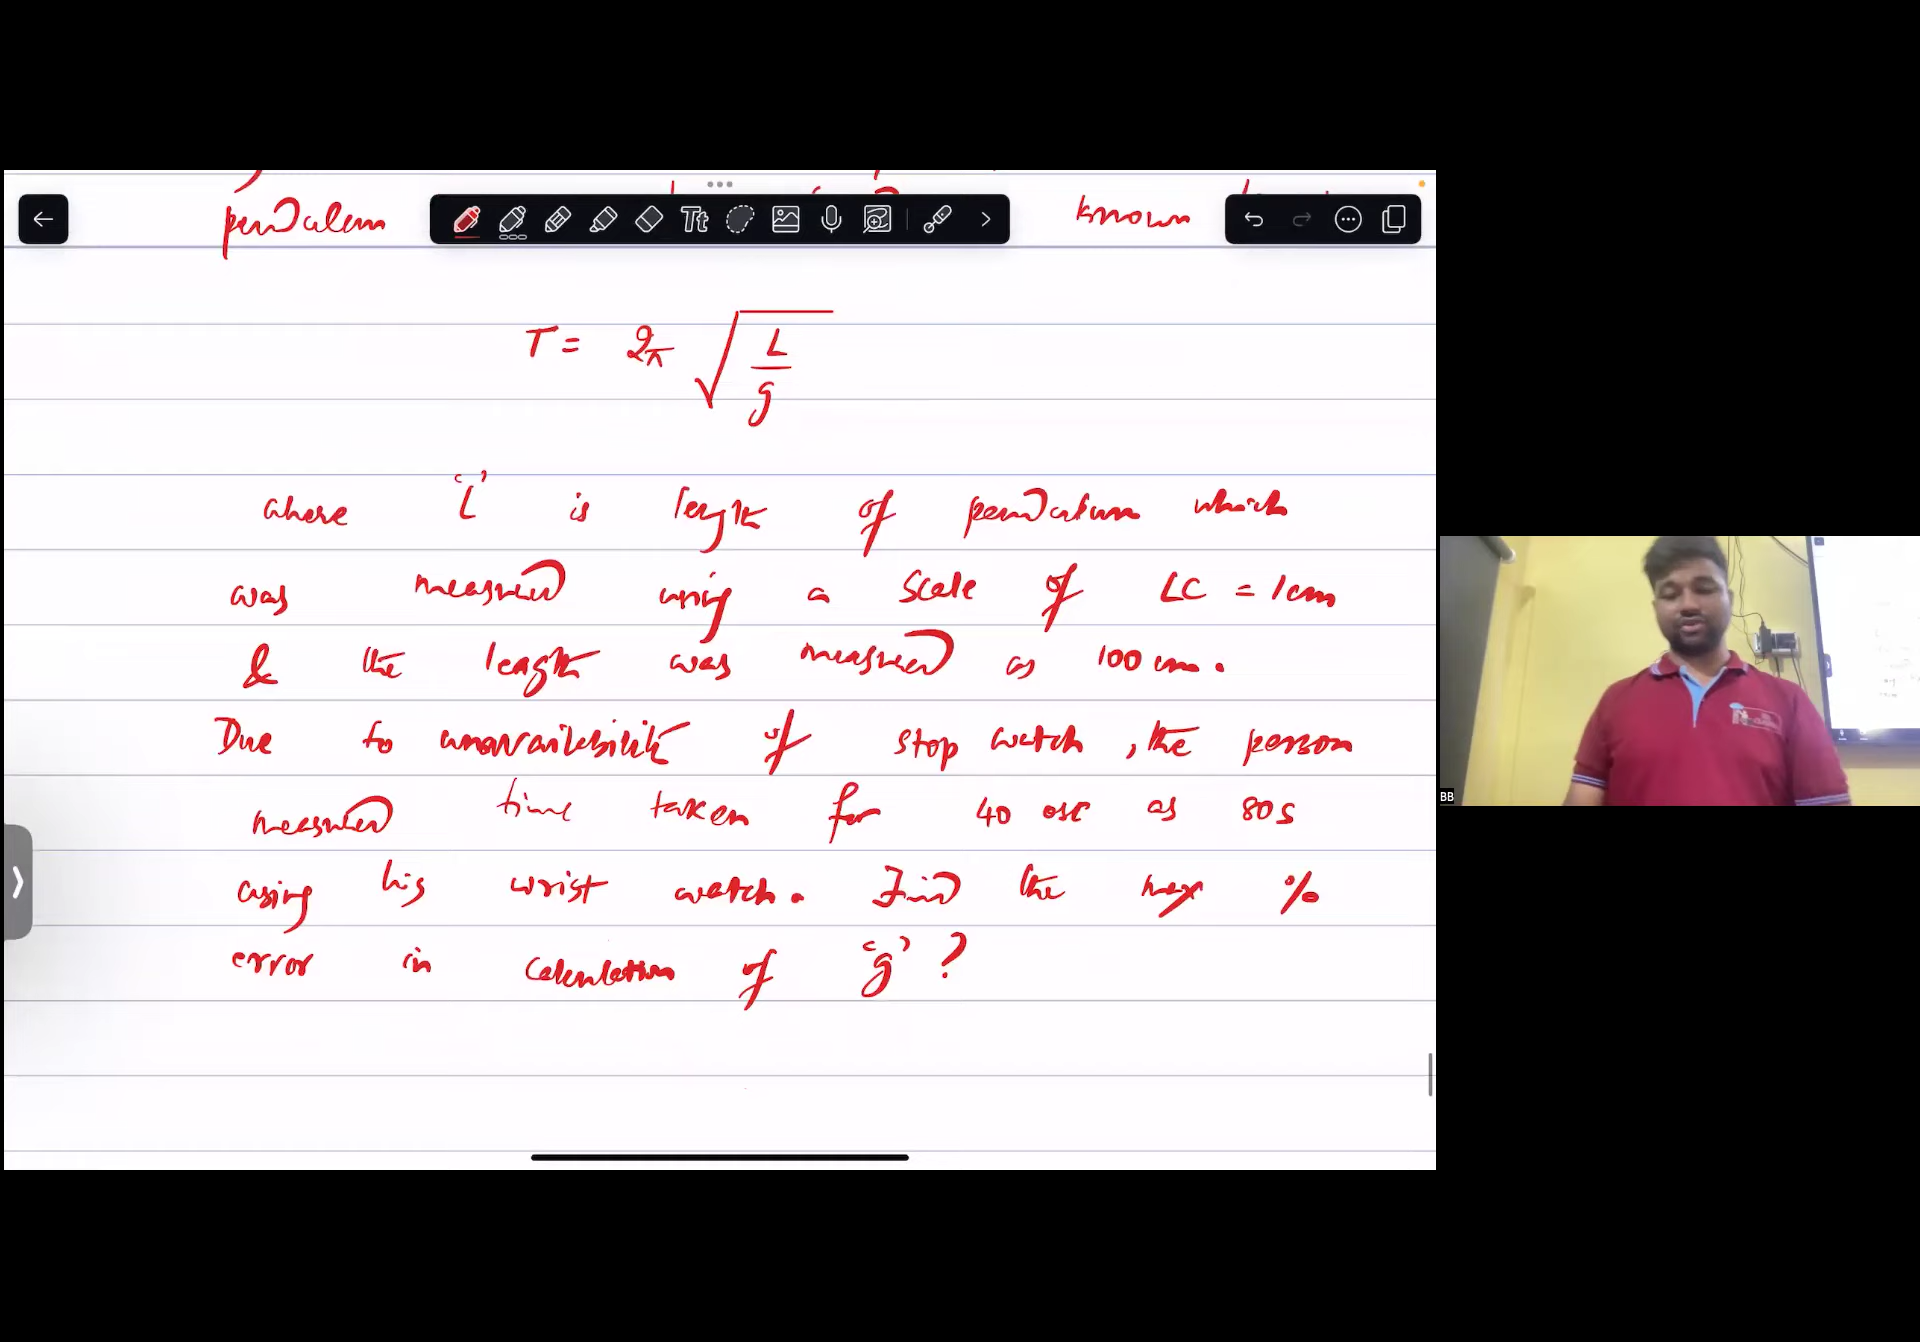 pendulum known
T = 2π √(L/g)
where 'L' is length of pendulum which
was measured using a scale of LC = 1cm
& the length was measured as 100 cm.
Due to unavailability of stop watch, the person
measured time taken for 40 osc as 80s
using his wrist watch. Find the max %
error in calculation of 'g' ?
Tt
BB